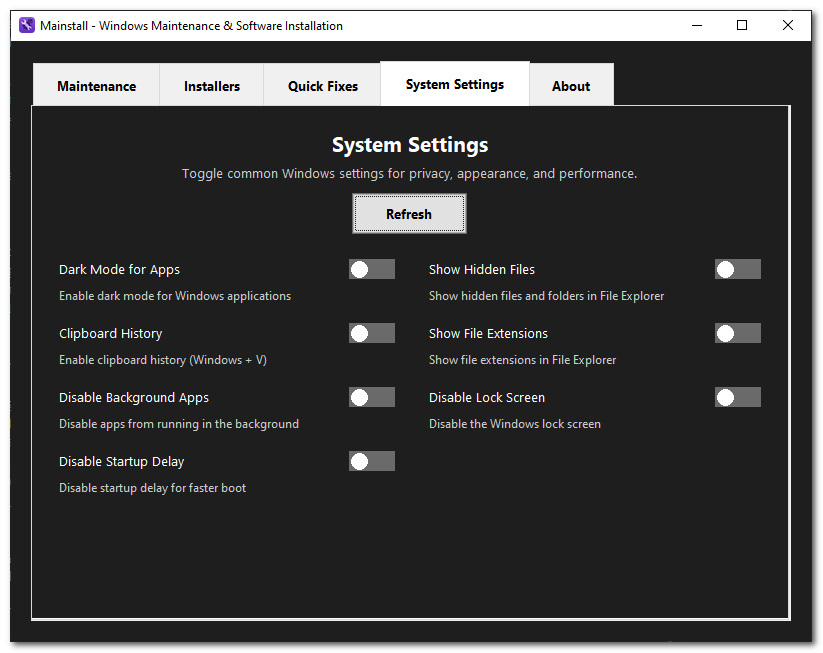 Mainstall - Windows Maintenance & Software Installation
Maintenance
Installers
Quick Fixes
System Settings
About
System Settings
Toggle common Windows settings for privacy, appearance, and performance.
Refresh
Dark Mode for Apps
Enable dark mode for Windows applications
Show Hidden Files
Show hidden files and folders in File Explorer
Clipboard History
Enable clipboard history (Windows + V)
Show File Extensions
Show file extensions in File Explorer
Disable Background Apps
Disable apps from running in the background
Disable Lock Screen
Disable the Windows lock screen
Disable Startup Delay
Disable startup delay for faster boot